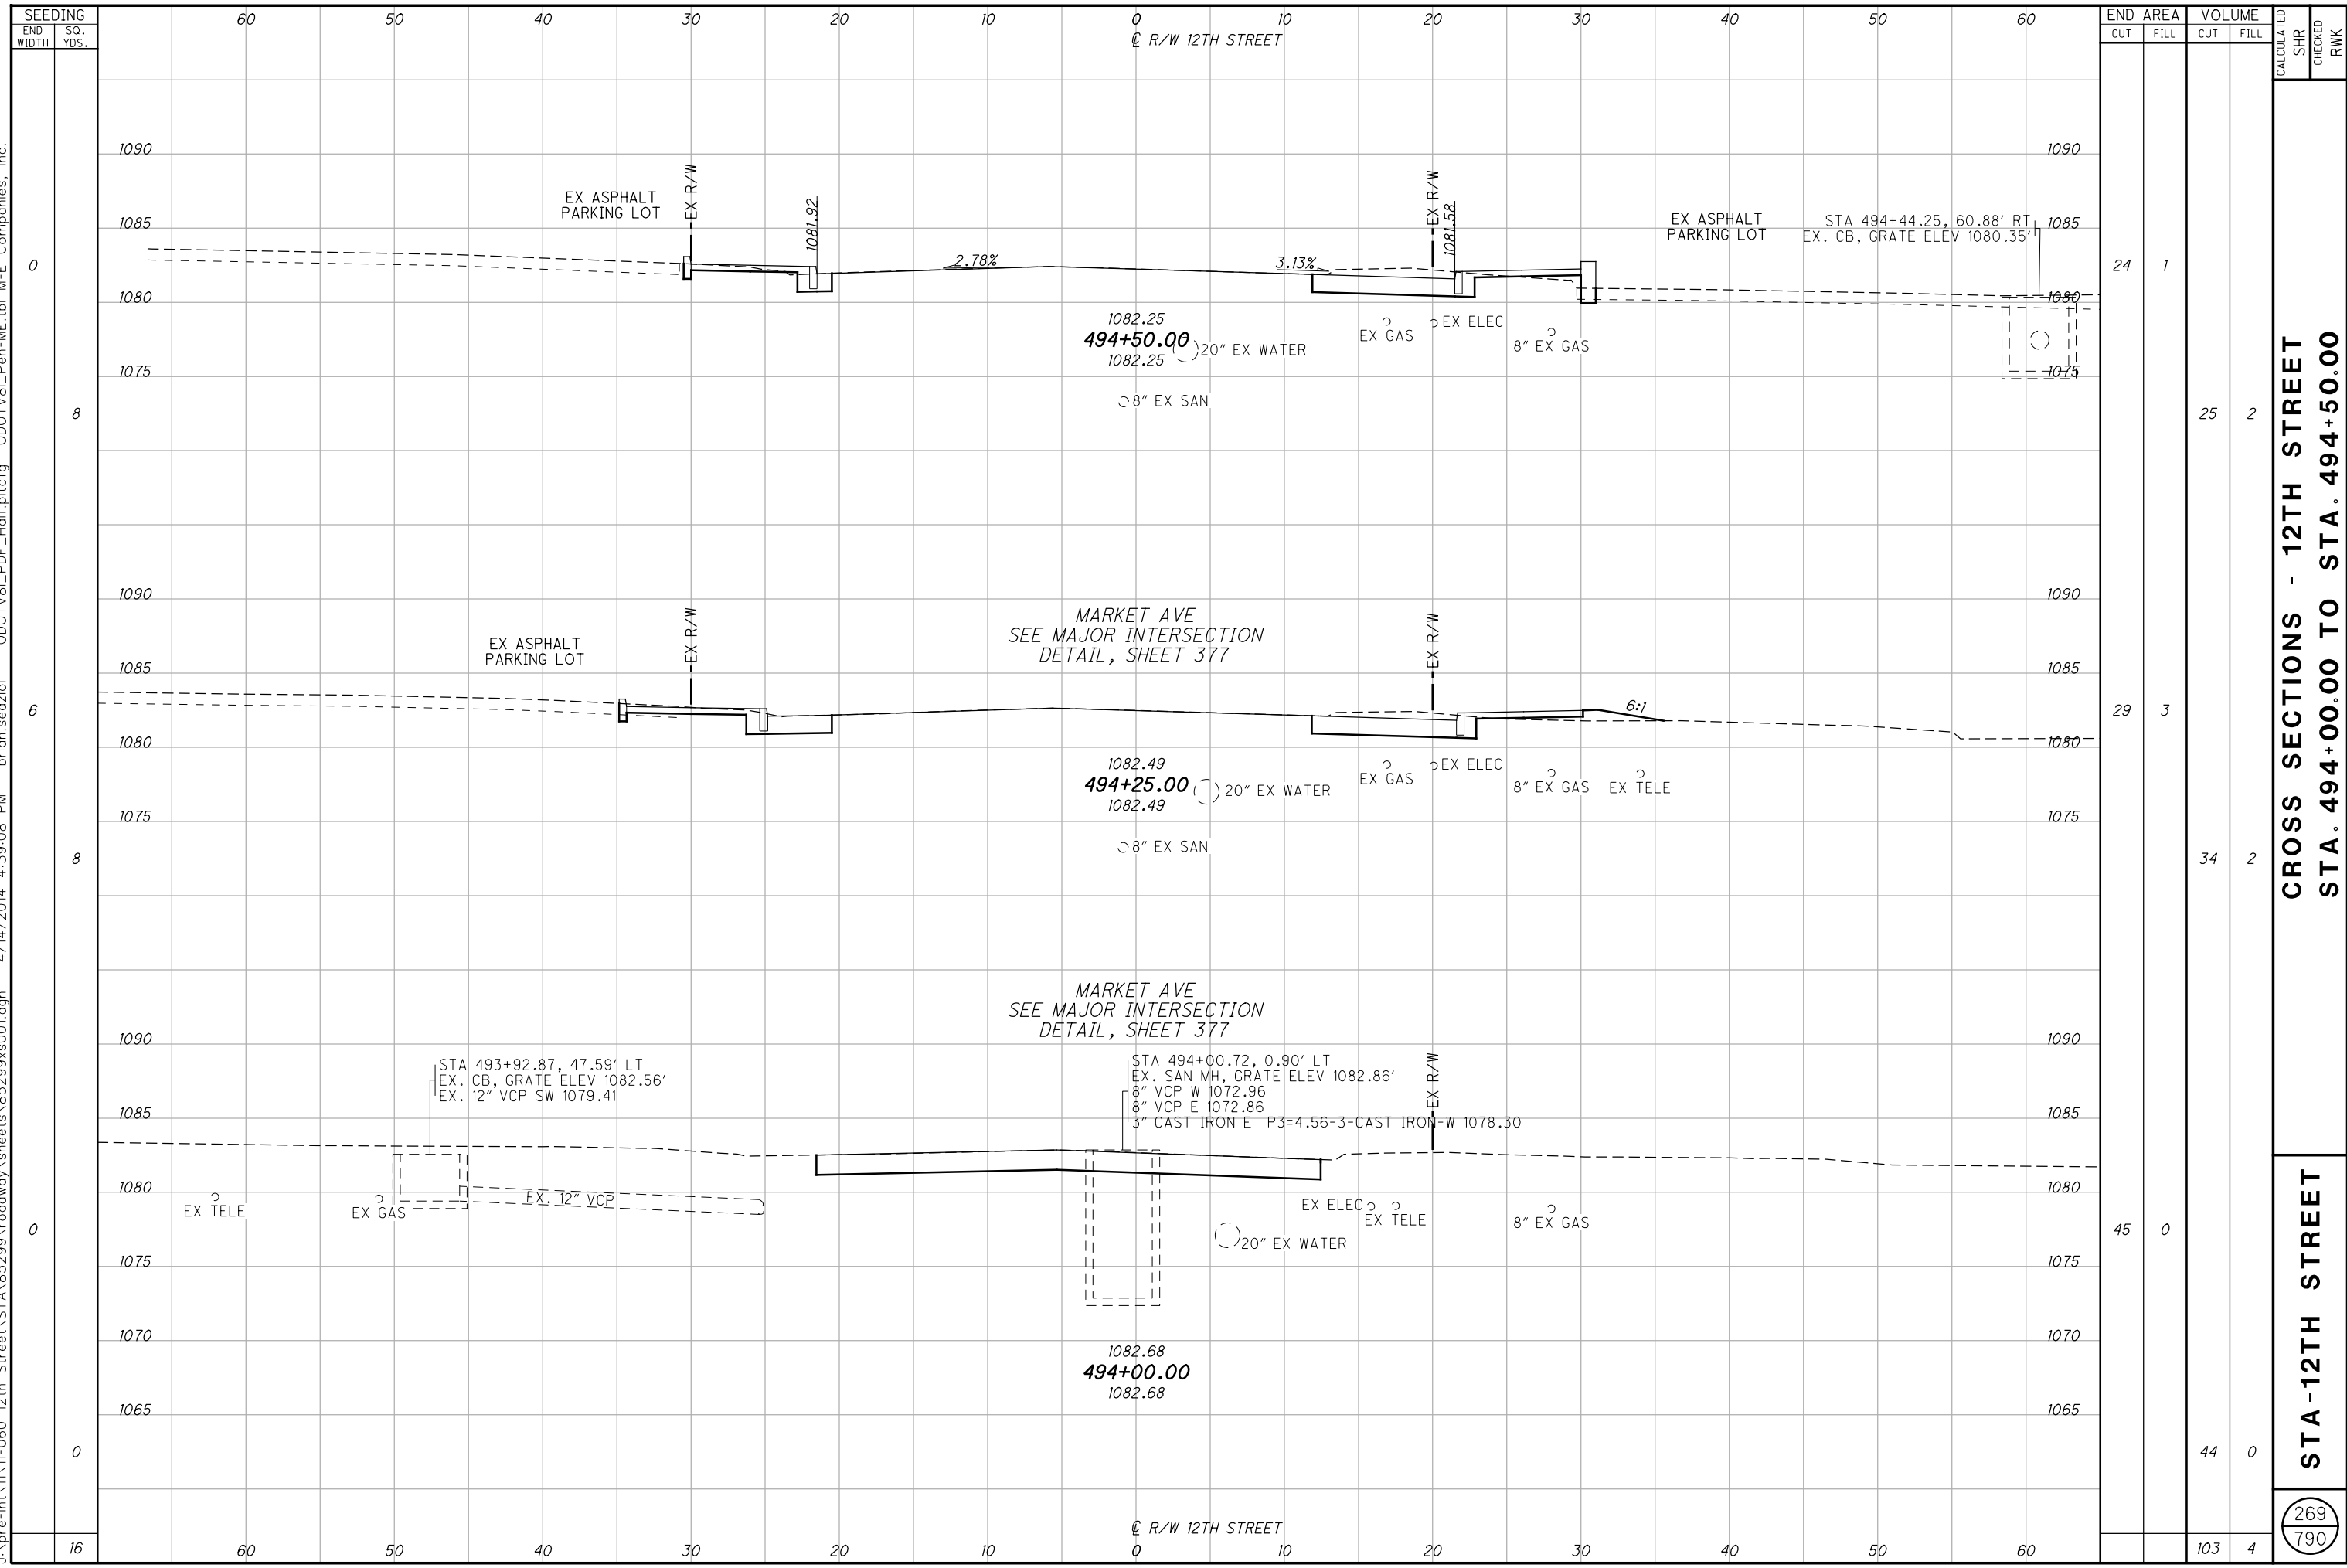 SEEDING
END WIDTH
SQ. YDS.
60 50 40 30 20 10 0 10 20 30 40 50 60
℄ R/W 12TH STREET
END AREA
VOLUME
CUT FILL CUT FILL
CALCULATED
SHR
CHECKED
RWK
1090 1090
EX ASPHALT
PARKING LOT
EX R/W
1081.92
2.78%
3.13%
EX R/W
1081.58
EX ASPHALT
PARKING LOT
STA 494+44.25, 60.88' RT
EX. CB, GRATE ELEV 1080.35'
1085 1085
0
24 1
1080 1080
1082.25
494+50.00
1082.25
20" EX WATER
EX GAS
EX ELEC
8" EX GAS
1075 1075
8" EX SAN
8
25 2
1090 1090
MARKET AVE
SEE MAJOR INTERSECTION
DETAIL, SHEET 377
EX ASPHALT
PARKING LOT
EX R/W
EX R/W
1085 1085
6
6:1
29 3
1080 1080
1082.49
494+25.00
1082.49
20" EX WATER
EX GAS
EX ELEC
8" EX GAS
EX TELE
1075 1075
8" EX SAN
8
34 2
MARKET AVE
SEE MAJOR INTERSECTION
DETAIL, SHEET 377
1090 1090
STA 493+92.87, 47.59' LT
EX. CB, GRATE ELEV 1082.56'
EX. 12" VCP SW 1079.41
STA 494+00.72, 0.90' LT
EX. SAN MH, GRATE ELEV 1082.86'
8" VCP W 1072.96
8" VCP E 1072.86
3" CAST IRON E P3=4.56-3-CAST IRON-W 1078.30
EX R/W
1085 1085
1080 1080
EX TELE
EX GAS
EX. 12" VCP
EX ELEC
EX TELE
8" EX GAS
20" EX WATER
0
45 0
1075 1075
1070 1070
1082.68
494+00.00
1082.68
1065 1065
0
44 0
℄ R/W 12TH STREET
16
60 50 40 30 20 10 0 10 20 30 40 50 60
103 4
CROSS SECTIONS - 12TH STREET
STA. 494+00.00 TO STA. 494+50.00
STA-12TH STREET
269
790
4/14/2014 4:59:08 PM